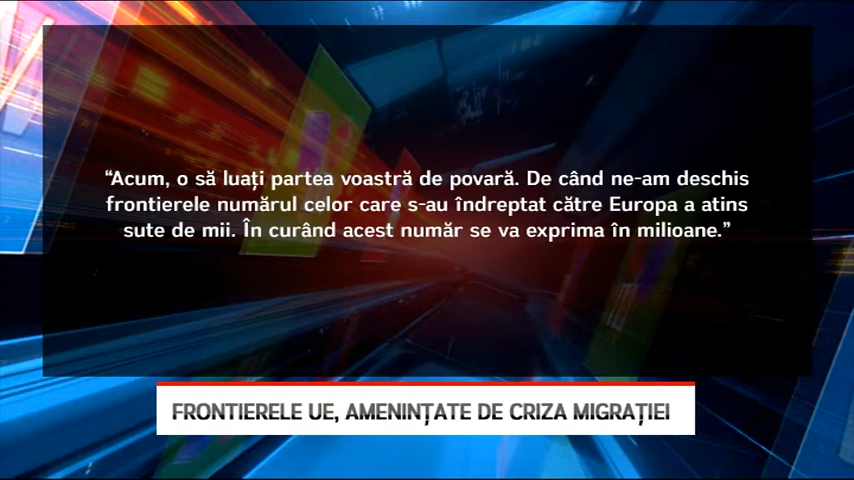 “Acum, o să luați partea voastră de povară. De când ne-am deschis
frontierele numărul celor care s-au îndreptat către Europa a atins
sute de mii. În curând acest număr se va exprima în milioane.”
FRONTIERELE UE, AMENINȚATE DE CRIZA MIGRAȚIEI